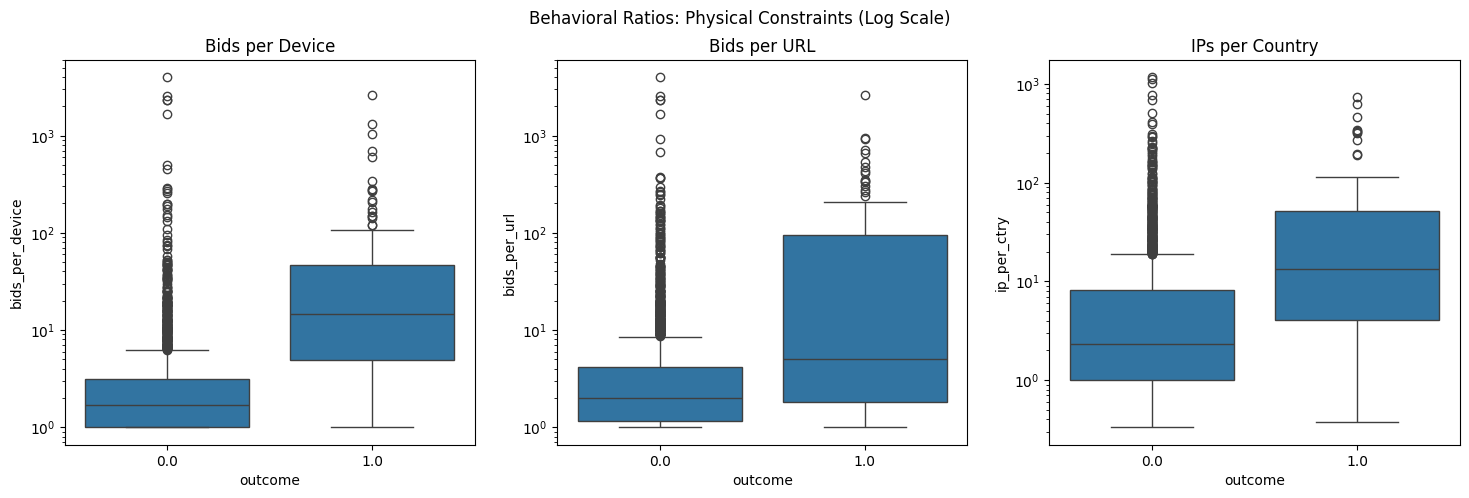 Behavioral Ratios: Physical Constraints (Log Scale)
Bids per Device
bids_per_device
10³
10²
10¹
10⁰
0.0 1.0
outcome
Bids per URL
bids_per_url
10³
10²
10¹
10⁰
0.0 1.0
outcome
IPs per Country
ip_per_ctry
10³
10²
10¹
10⁰
0.0 1.0
outcome